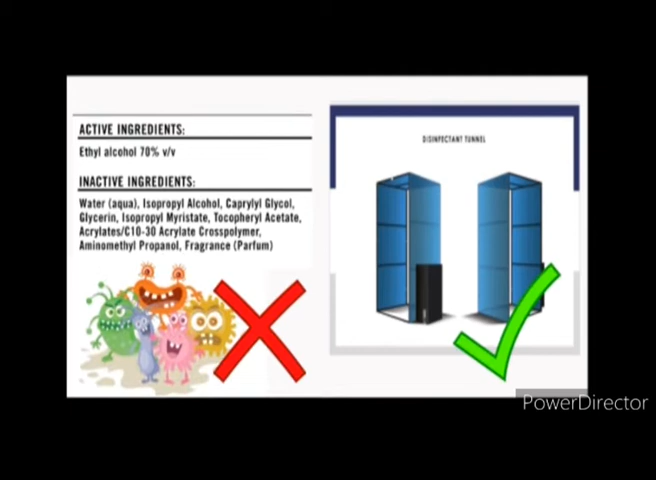 ACTIVE INGREDIENTS:
Ethyl alcohol 70% v/v
INACTIVE INGREDIENTS:
Water (aqua), Isopropyl Alcohol, Caprylyl Glycol,
Glycerin, Isopropyl Myristate, Tocopheryl Acetate,
Acrylates/C10-30 Acrylate Crosspolymer,
Aminomethyl Propanol, Fragrance (Parfum)
DISINFECTANT TUNNEL
PowerDirector